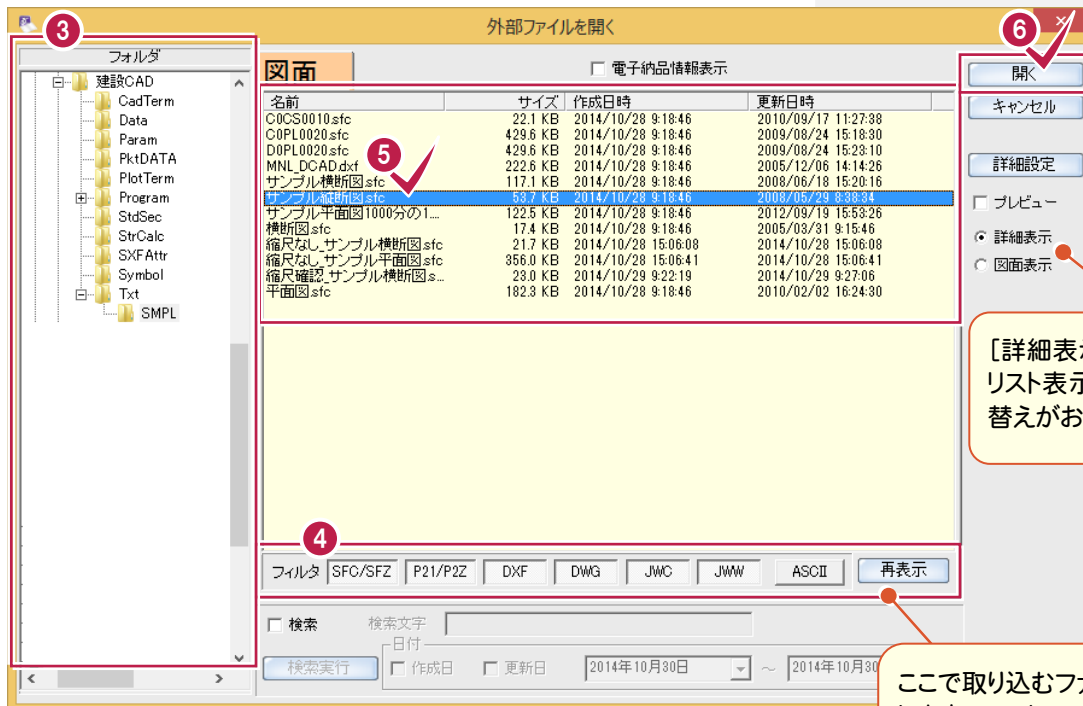 外部ファイルを開く
3
6
フォルダ
建設CAD
CadTerm
Data
Param
PktDATA
PlotTerm
Program
StdSec
StrCalc
SXFAttr
Symbol
Txt
SMPL
図面
電子納品情報表示
名前 サイズ 作成日時 更新日時
C0CS0010.sfc 22.1 KB 2014/10/28 9:18:46 2010/09/17 11:27:38
C0PL0020.sfc 429.6 KB 2014/10/28 9:18:46 2009/08/24 15:18:30
D0PL0020.sfc 429.6 KB 2014/10/28 9:18:46 2009/08/24 15:23:10
MNL_DCAD.dxf 222.6 KB 2014/10/28 9:18:46 2005/12/06 14:14:26
サンプル横断図.sfc 117.1 KB 2014/10/28 9:18:46 2008/06/18 15:20:16
サンプル縦断図.sfc 53.7 KB 2014/10/28 9:18:46 2008/05/29 8:38:34
サンプル平面図1000分の1... 122.5 KB 2014/10/28 9:18:46 2012/09/19 15:53:26
横断図.sfc 17.4 KB 2014/10/28 9:18:46 2005/03/31 9:15:46
縮尺なし_サンプル横断図.sfc 21.7 KB 2014/10/28 15:06:08 2014/10/28 15:06:08
縮尺なし_サンプル平面図.sfc 356.0 KB 2014/10/28 15:06:41 2014/10/28 15:06:41
縮尺確認_サンプル横断図.s... 23.0 KB 2014/10/29 9:22:19 2014/10/29 9:27:06
平面図.sfc 182.3 KB 2014/10/28 9:18:46 2010/02/02 16:24:30
5
開く
キャンセル
詳細設定
プレビュー
詳細表示
図面表示
[詳細表
リスト表示
替えがお
4
フィルタ SFC/SFZ P21/P2Z DXF DWG JWC JWW ASCII 再表示
検索 検索文字
日付
検索実行 作成日 更新日 2014年10月30日 ～ 2014年10月30
ここで取り込むフ